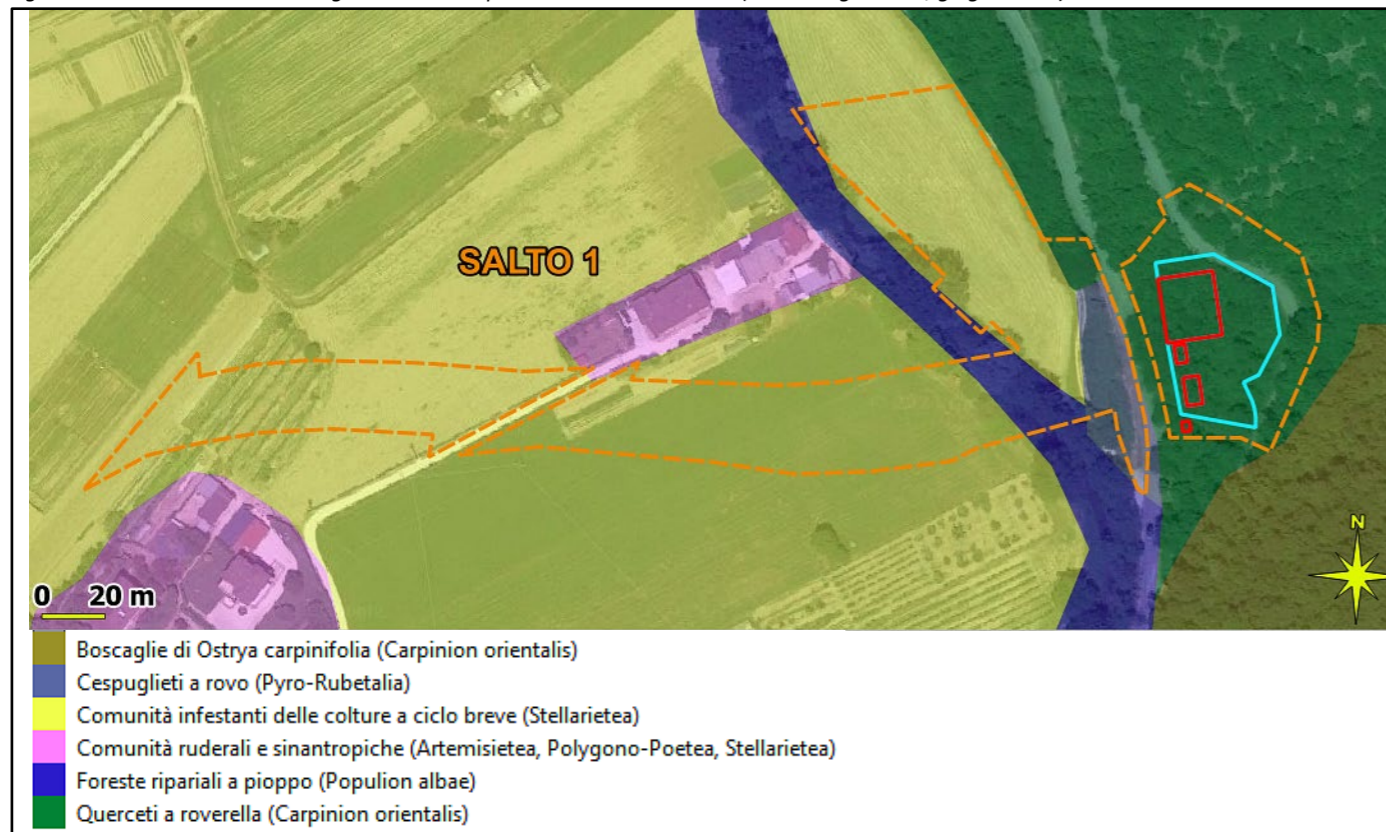 SALTO 1
N
0 20 m
Boscaglie di Ostrya carpinifolia (Carpinion orientalis)
Cespuglieti a rovo (Pyro-Rubetalia)
Comunità infestanti delle colture a ciclo breve (Stellarietea)
Comunità ruderali e sinantropiche (Artemisietea, Polygono-Poetea, Stellarietea)
Foreste ripariali a pioppo (Populion albae)
Querceti a roverella (Carpinion orientalis)